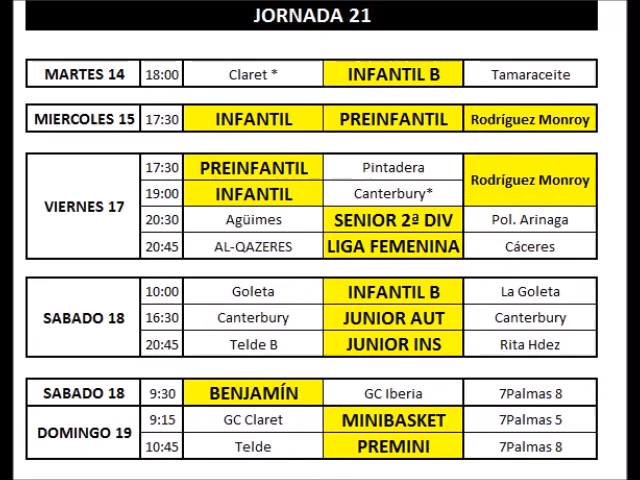 JORNADA 21
MARTES 14 18:00 Claret * INFANTIL B Tamaraceite
MIERCOLES 15 17:30 INFANTIL PREINFANTIL Rodríguez Monroy
VIERNES 17 17:30 PREINFANTIL Pintadera Rodríguez Monroy
19:00 INFANTIL Canterbury*
20:30 Agüimes SENIOR 2ª DIV Pol. Arinaga
20:45 AL-QAZERES LIGA FEMENINA Cáceres
SABADO 18 10:00 Goleta INFANTIL B La Goleta
16:30 Canterbury JUNIOR AUT Canterbury
20:45 Telde B JUNIOR INS Rita Hdez
SABADO 18 9:30 BENJAMÍN GC Iberia 7Palmas 8
DOMINGO 19 9:15 GC Claret MINIBASKET 7Palmas 5
10:45 Telde PREMINI 7Palmas 8